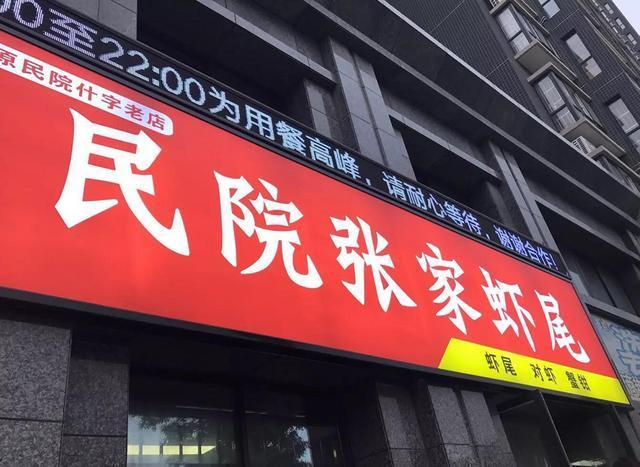 00至22:00为用餐高峰，请耐心等待，谢谢合作！
原民院什字老店
民院张家虾尾
虾尾 对虾 蟹钳